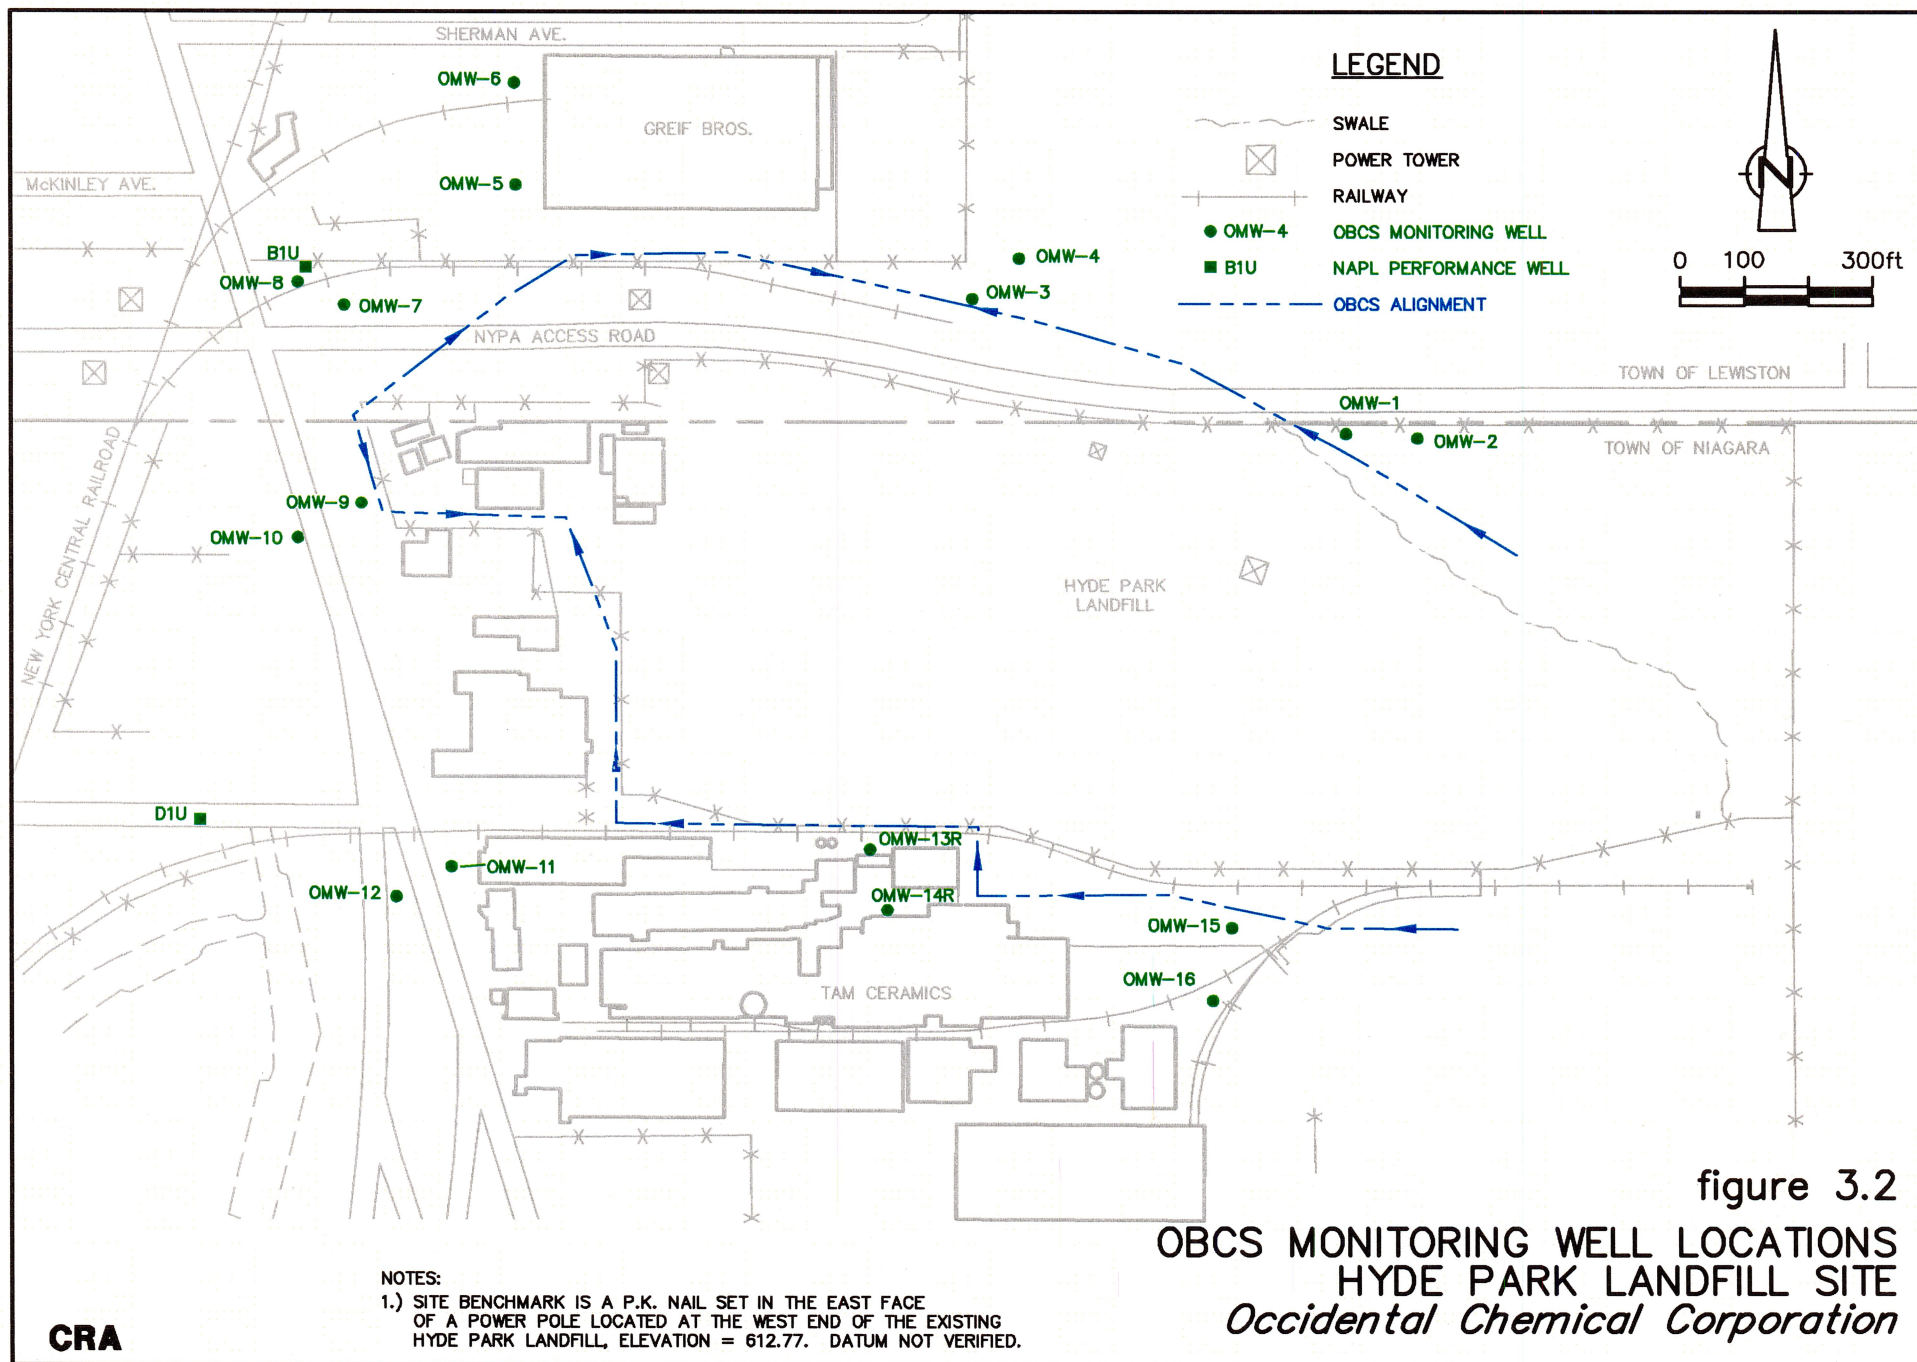 SHERMAN AVE.
OMW-6
GREIF BROS.
McKINLEY AVE.
OMW-5
B1U
OMW-8
OMW-7
OMW-4
OMW-3
NYPA ACCESS ROAD
LEGEND
SWALE
POWER TOWER
RAILWAY
OMW-4 OBCS MONITORING WELL
B1U NAPL PERFORMANCE WELL
OBCS ALIGNMENT
N
0 100 300ft
TOWN OF LEWISTON
OMW-1
OMW-2
TOWN OF NIAGARA
NEW YORK CENTRAL RAILROAD
OMW-9
OMW-10
HYDE PARK
LANDFILL
D1U
OMW-11
OMW-12
OMW-13R
OMW-14R
OMW-15
OMW-16
TAM CERAMICS
figure 3.2
OBCS MONITORING WELL LOCATIONS
HYDE PARK LANDFILL SITE
Occidental Chemical Corporation
NOTES:
1.) SITE BENCHMARK IS A P.K. NAIL SET IN THE EAST FACE
OF A POWER POLE LOCATED AT THE WEST END OF THE EXISTING
HYDE PARK LANDFILL, ELEVATION = 612.77. DATUM NOT VERIFIED.
CRA